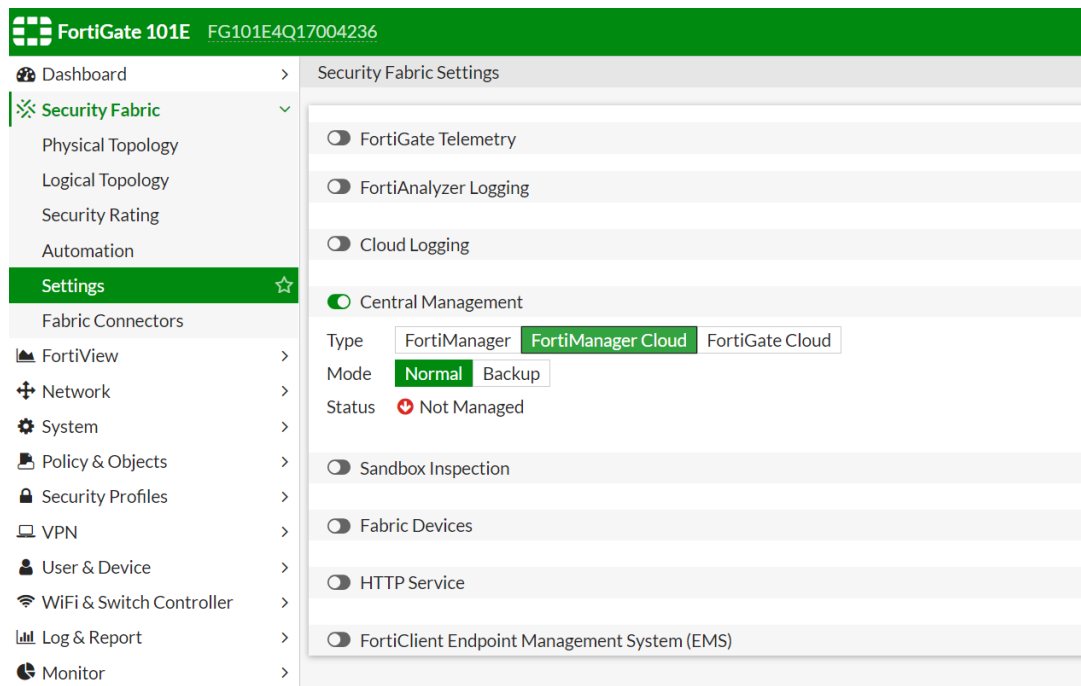 FortiGate 101E FG101E4Q17004236
Dashboard
Security Fabric
Physical Topology
Logical Topology
Security Rating
Automation
Settings
Fabric Connectors
FortiView
Network
System
Policy & Objects
Security Profiles
VPN
User & Device
WiFi & Switch Controller
Log & Report
Monitor
Security Fabric Settings
FortiGate Telemetry
FortiAnalyzer Logging
Cloud Logging
Central Management
Type FortiManager FortiManager Cloud FortiGate Cloud
Mode Normal Backup
Status Not Managed
Sandbox Inspection
Fabric Devices
HTTP Service
FortiClient Endpoint Management System (EMS)